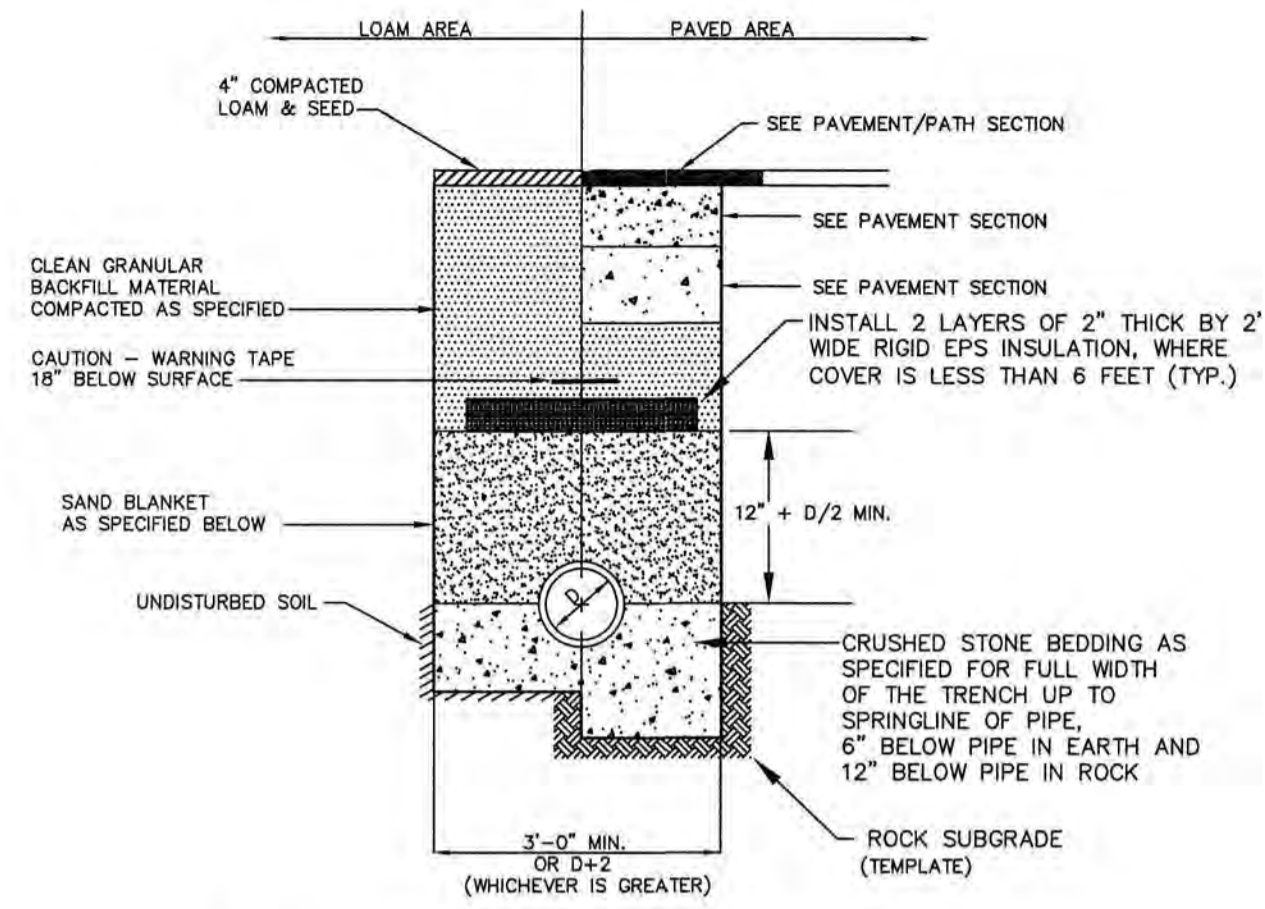 LOAM AREA
PAVED AREA
4" COMPACTED
LOAM & SEED
SEE PAVEMENT/PATH SECTION
SEE PAVEMENT SECTION
CLEAN GRANULAR
BACKFILL MATERIAL
COMPACTED AS SPECIFIED
SEE PAVEMENT SECTION
INSTALL 2 LAYERS OF 2" THICK BY 2'
WIDE RIGID EPS INSULATION, WHERE
COVER IS LESS THAN 6 FEET (TYP.)
CAUTION – WARNING TAPE
18" BELOW SURFACE
SAND BLANKET
AS SPECIFIED BELOW
12" + D/2 MIN.
D
UNDISTURBED SOIL
CRUSHED STONE BEDDING AS
SPECIFIED FOR FULL WIDTH
OF THE TRENCH UP TO
SPRINGLINE OF PIPE,
6" BELOW PIPE IN EARTH AND
12" BELOW PIPE IN ROCK
ROCK SUBGRADE
(TEMPLATE)
3'-0" MIN.
OR D+2
(WHICHEVER IS GREATER)